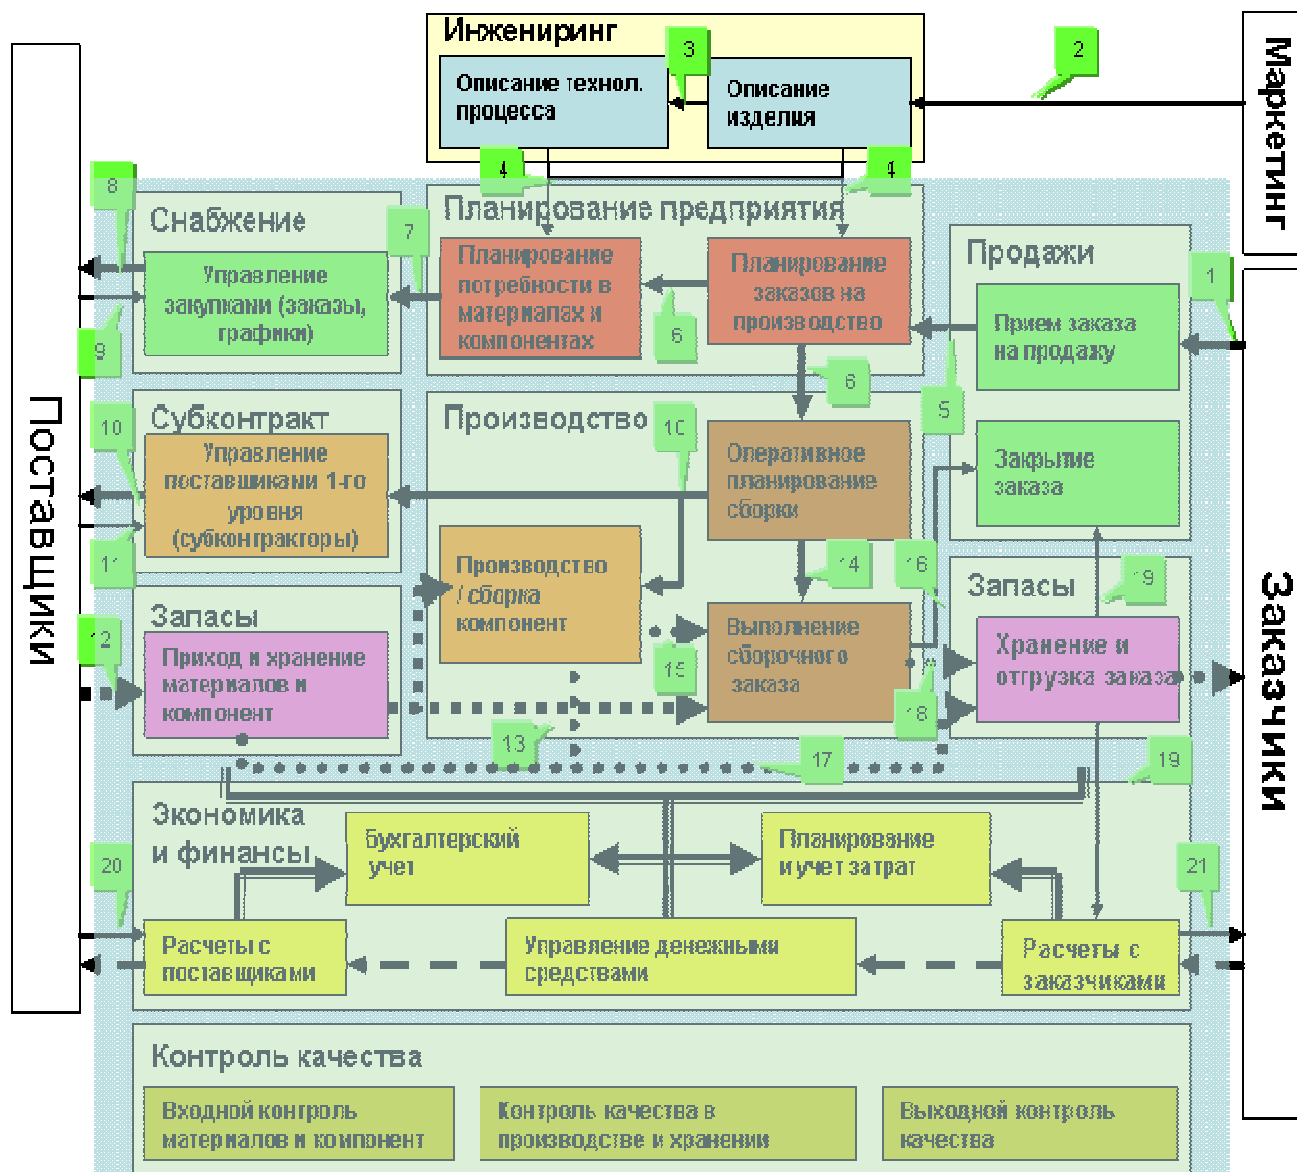 Инжениринг
3
2
Маркетинг
Описание технол.
процесса
Описание
изделия
4
4
8
Снабжение
7
Планирование предприятия
Управление
закупками (заказы,
графики)
Планирование
потребности в
материалах и
компонентах
Планирование
заказов на
производство
Продажи
1
Прием заказа
на продажу
9
6
6
5
Поставщики
Субконтракт
10
Управление
поставщиками 1-го
уровня
(субконтракторы)
11
Производство
10
Оперативное
планирование
сборки
Закрытие
заказа
Производство
/ сборка
компонент
14
16
19
Запасы
12
Приход и хранение
материалов и
компонент
15
Выполнение
сборочного
заказа
Запасы
Хранение и
отгрузка заказа
18
Заказчики
13
17
19
Экономика
и финансы
Бухгалтерский
учет
Планирование
и учет затрат
20
21
Расчеты с
поставщиками
Управление денежными
средствами
Расчеты с
заказчиками
Контроль качества
Входной контроль
материалов и компонент
Контроль качества в
производстве и хранении
Выходной контроль
качества